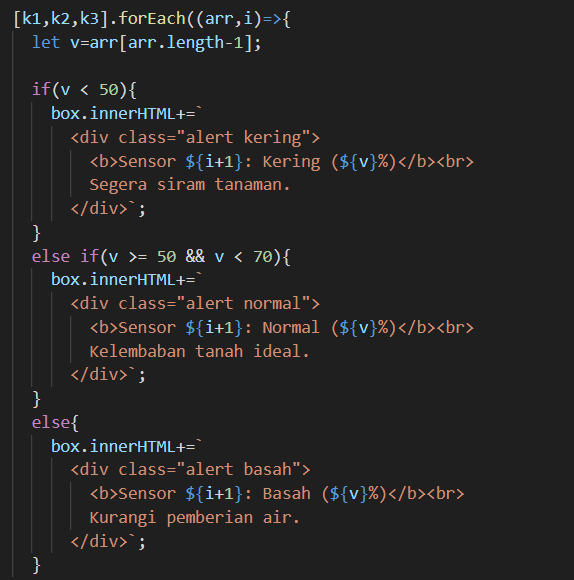 [k1,k2,k3].forEach((arr,i)=>{
let v=arr[arr.length-1];
if(v < 50){
box.innerHTML+=`
<div class="alert kering">
<b>Sensor ${i+1}: Kering (${v}%)</b><br>
Segera siram tanaman.
</div>`;
}
else if(v >= 50 && v < 70){
box.innerHTML+=`
<div class="alert normal">
<b>Sensor ${i+1}: Normal (${v}%)</b><br>
Kelembaban tanah ideal.
</div>`;
}
else{
box.innerHTML+=`
<div class="alert basah">
<b>Sensor ${i+1}: Basah (${v}%)</b><br>
Kurangi pemberian air.
</div>`;
}